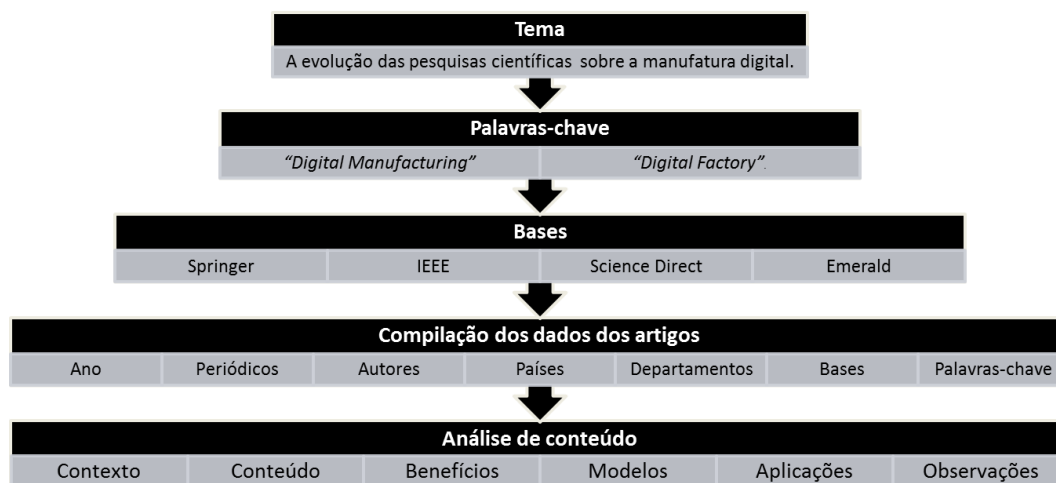 Tema
A evolução das pesquisas científicas sobre a manufatura digital.
Palavras-chave
“Digital Manufacturing” “Digital Factory”.
Bases
Springer IEEE Science Direct Emerald
Compilação dos dados dos artigos
Ano Periódicos Autores Países Departamentos Bases Palavras-chave
Análise de conteúdo
Contexto Conteúdo Benefícios Modelos Aplicações Observações